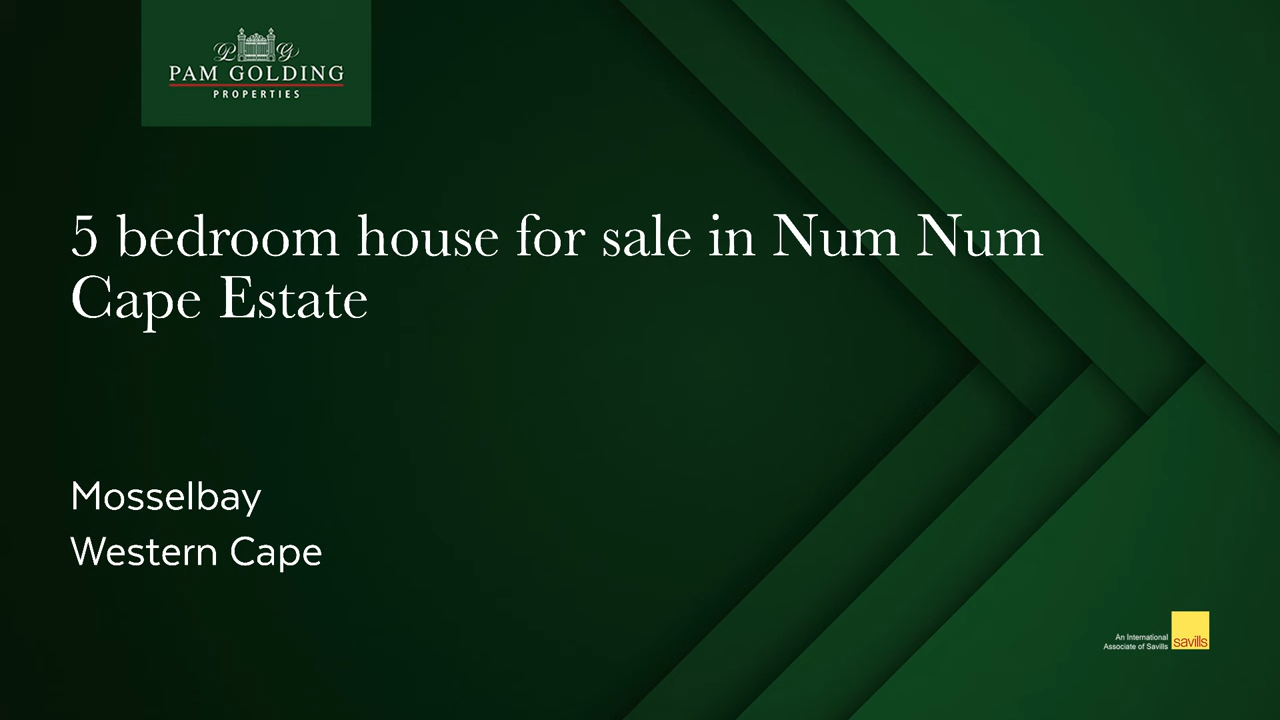 P G
PAM GOLDING
PROPERTIES
5 bedroom house for sale in Num Num
Cape Estate
Mosselbay
Western Cape
An International
Associate of Savills
savills